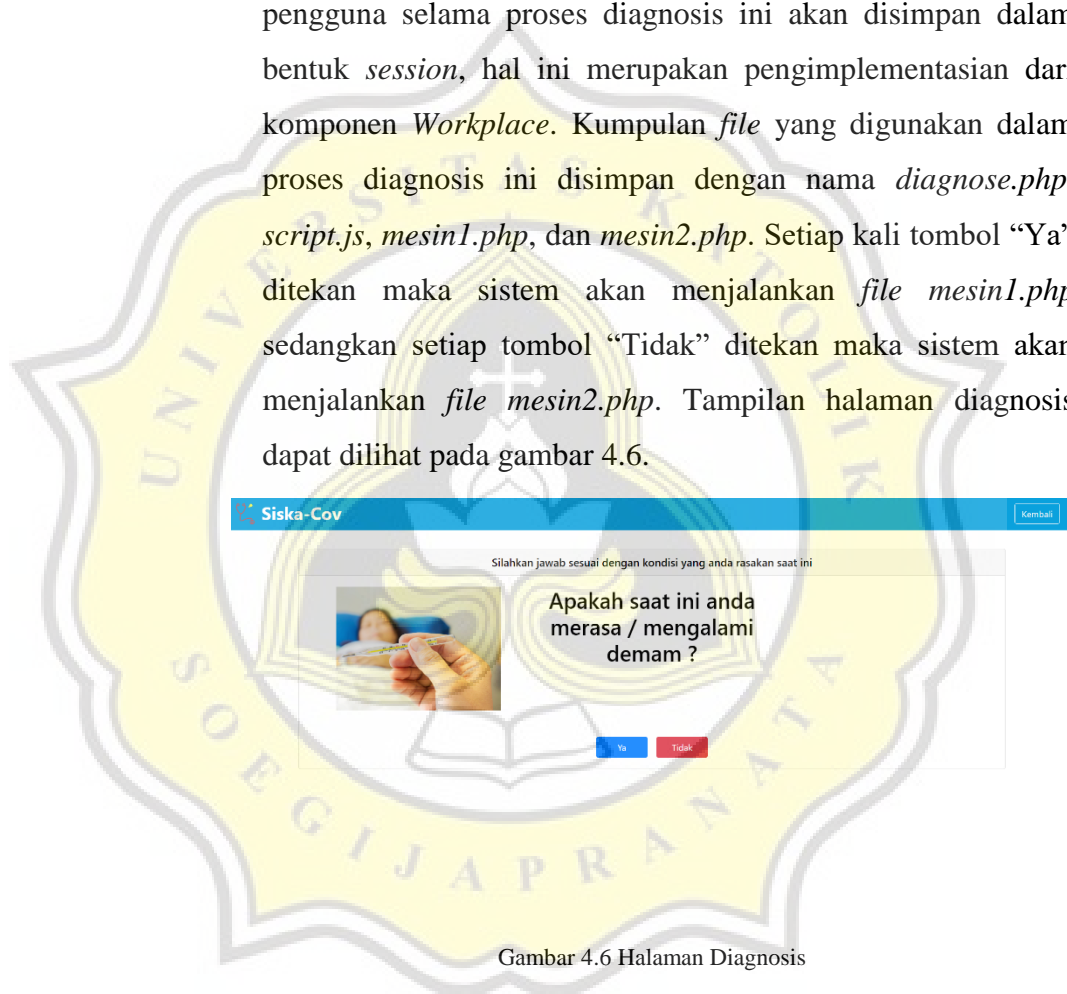 pengguna selama proses diagnosis ini akan disimpan dalam
bentuk session, hal ini merupakan pengimplementasian dari
komponen Workplace. Kumpulan file yang digunakan dalam
proses diagnosis ini disimpan dengan nama diagnose.php
script.js, mesin1.php, dan mesin2.php. Setiap kali tombol “Ya”
ditekan maka sistem akan menjalankan file mesin1.php
sedangkan setiap tombol “Tidak” ditekan maka sistem akan
menjalankan file mesin2.php. Tampilan halaman diagnosis
dapat dilihat pada gambar 4.6.
Siska-Cov
Kembali
Silahkan jawab sesuai dengan kondisi yang anda rasakan saat ini
Apakah saat ini anda
merasa / mengalami
demam ?
Ya
Tidak
Gambar 4.6 Halaman Diagnosis
UNIVERSITAS KATOLIK
SOEGIJAPRANATA